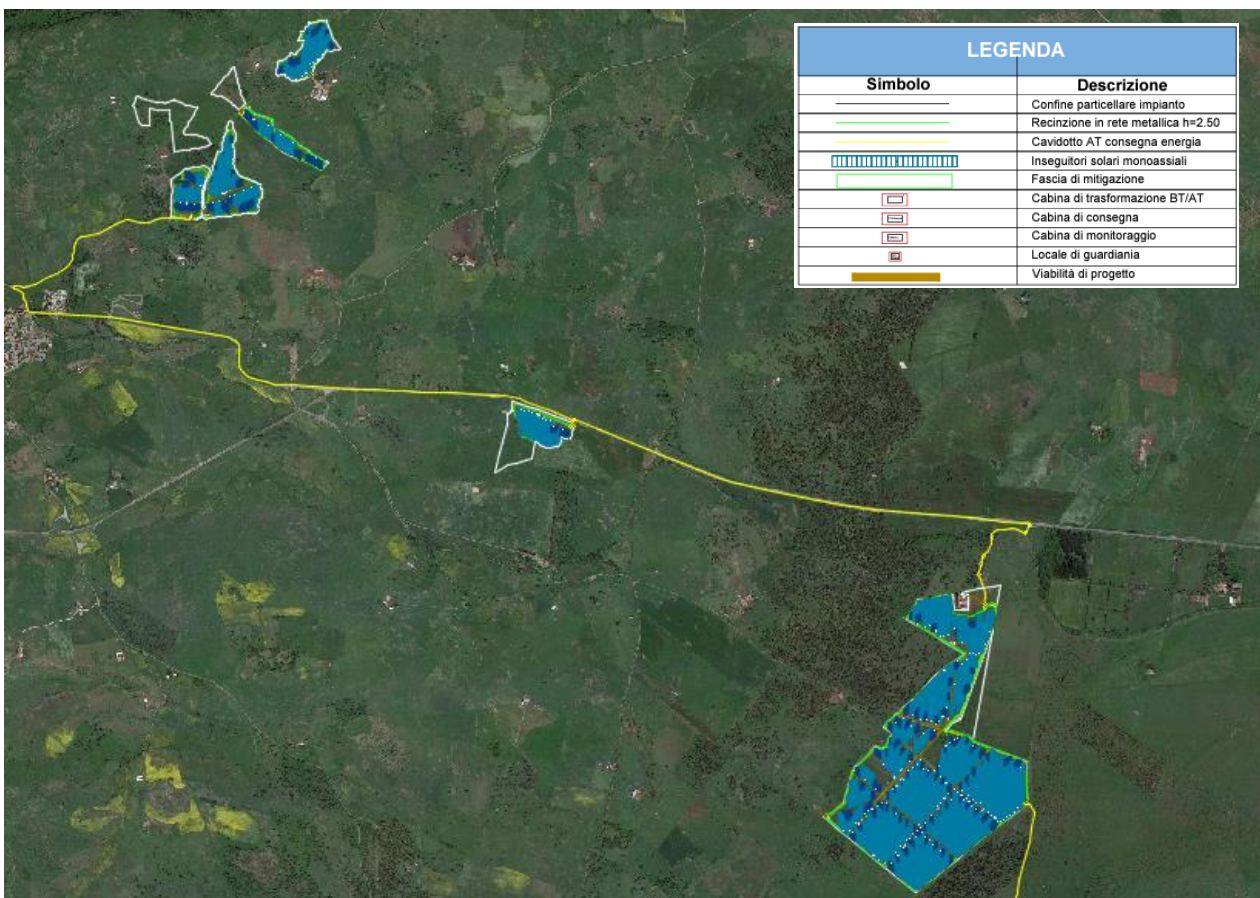 LEGENDA
Simbolo Descrizione
Confine particellare impianto
Recinzione in rete metallica h=2.50
Cavidotto AT consegna energia
Inseguitori solari monoassiali
Fascia di mitigazione
Cabina di trasformazione BT/AT
Cabina di consegna
Cabina di monitoraggio
Locale di guardiania
Viabilità di progetto